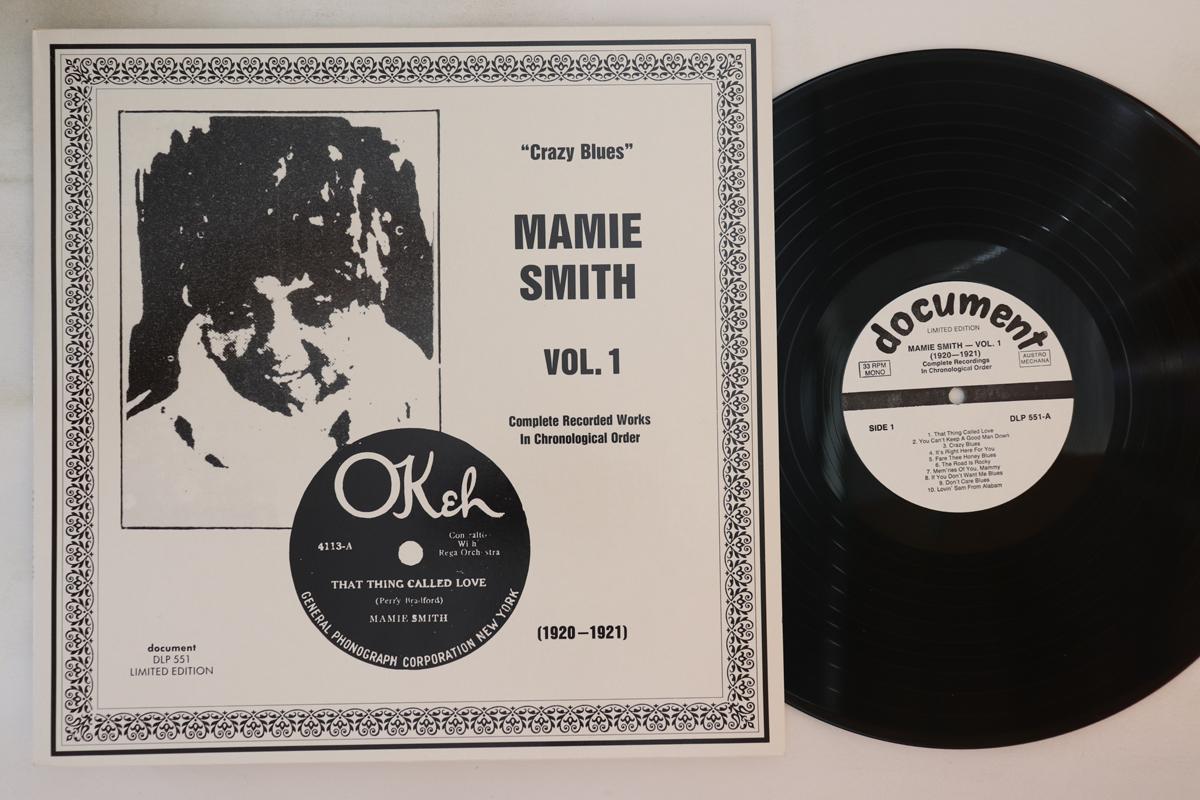 “Crazy Blues”
MAMIE
SMITH
VOL. 1
Complete Recorded Works
In Chronological Order
OKeh
4113-A
With
Rega
THAT THING CALLED LOVE
(Perry Bradford)
MAMIE SMITH
GENERAL PHONOGRAPH CORPORATION NEW YORK
(1920–1921)
document
DLP 551
LIMITED EDITION
document
LIMITED EDITION
MAMIE SMITH — VOL. 1
(1920—1921)
Complete Recordings
In Chronological Order
33 RPM
MONO
AUSTRO
MECHANA
SIDE 1
DLP 551-A
1. That Thing Called Love
2. You Can't Keep A Good Man Down
3. Crazy Blues
4. It's Right Here For You
5. Fare Thee Honey Blues
6. The Road Is Rocky
7. Mem'ries Of You, Mammy
8. If You Don't Want Me Blues
9. Don't Care Blues
10. Lovin' Sam From Alabam